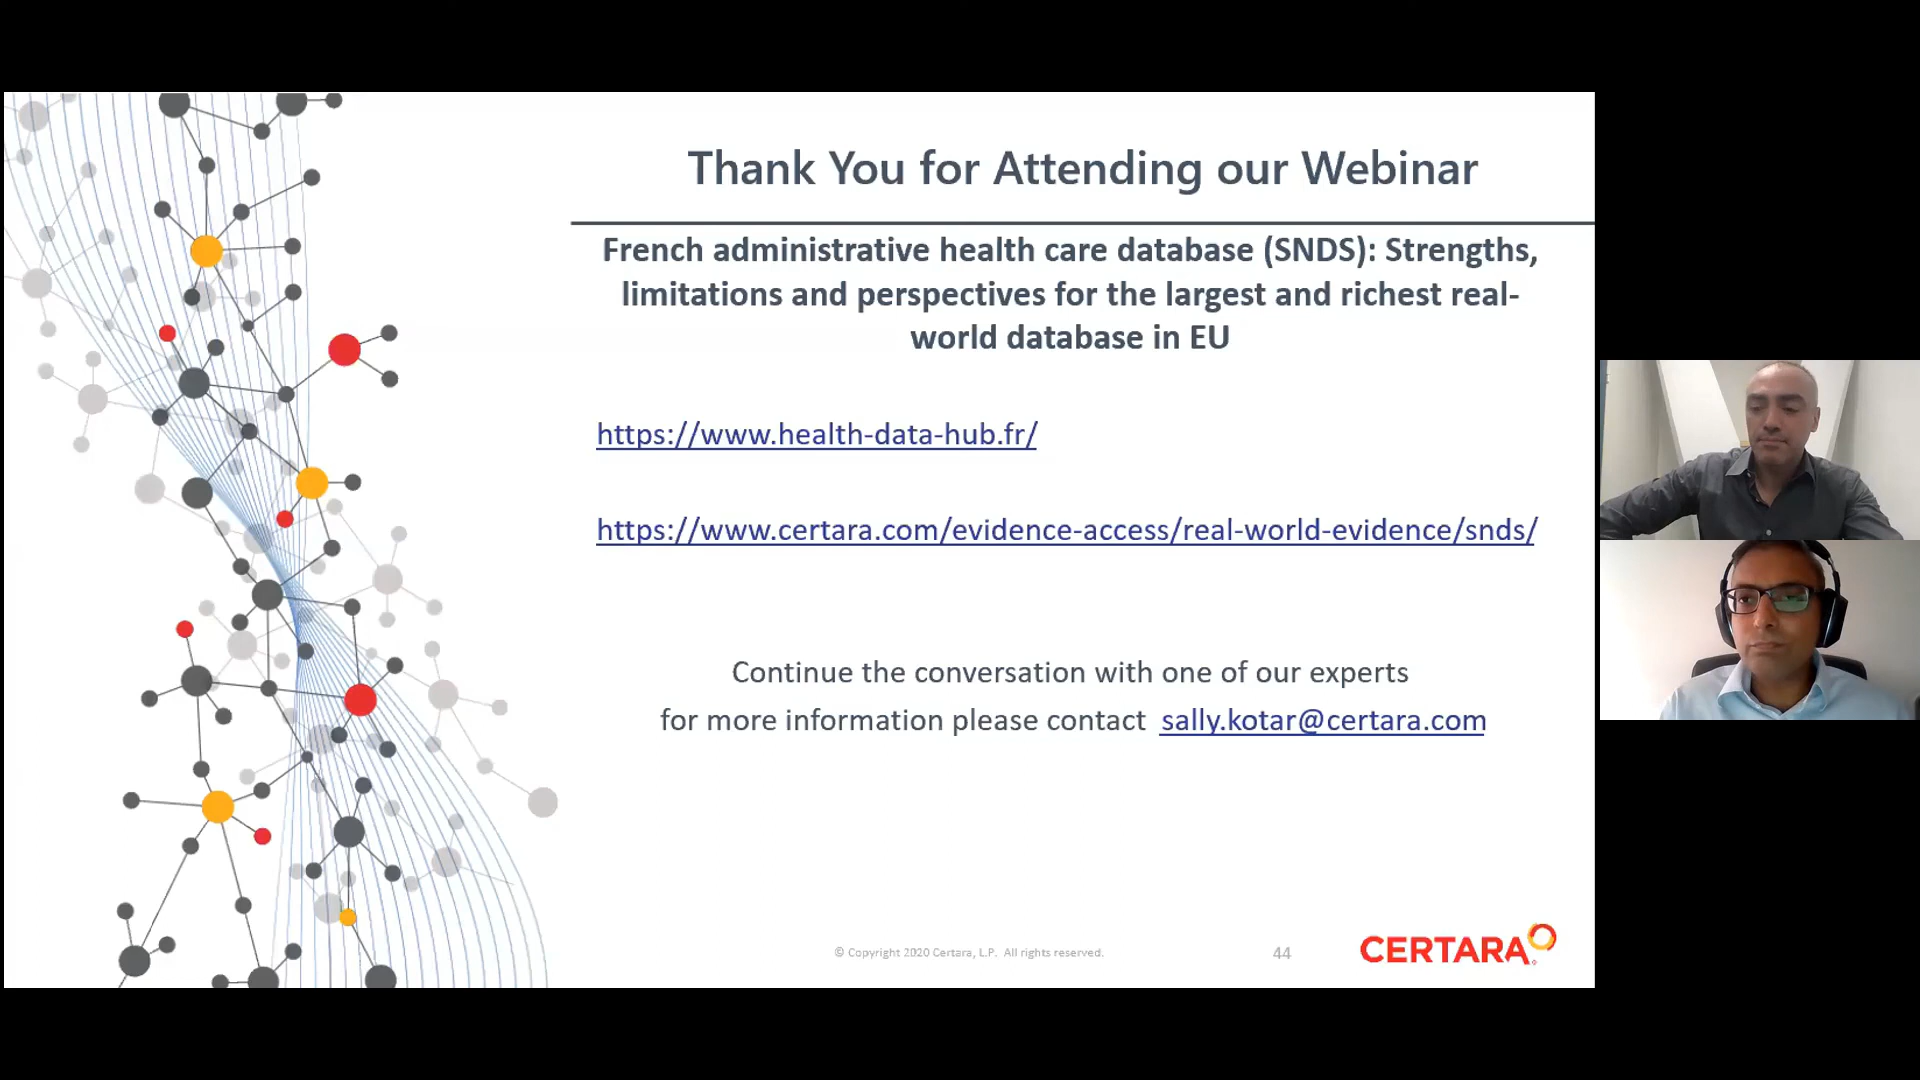 Thank You for Attending our Webinar
French administrative health care database (SNDS): Strengths,
limitations and perspectives for the largest and richest real-
world database in EU
https://www.health-data-hub.fr/
https://www.certara.com/evidence-access/real-world-evidence/snds/
Continue the conversation with one of our experts
for more information please contact sally.kotar@certara.com
© Copyright 2020 Certara, L.P. All rights reserved.
44
CERTARA